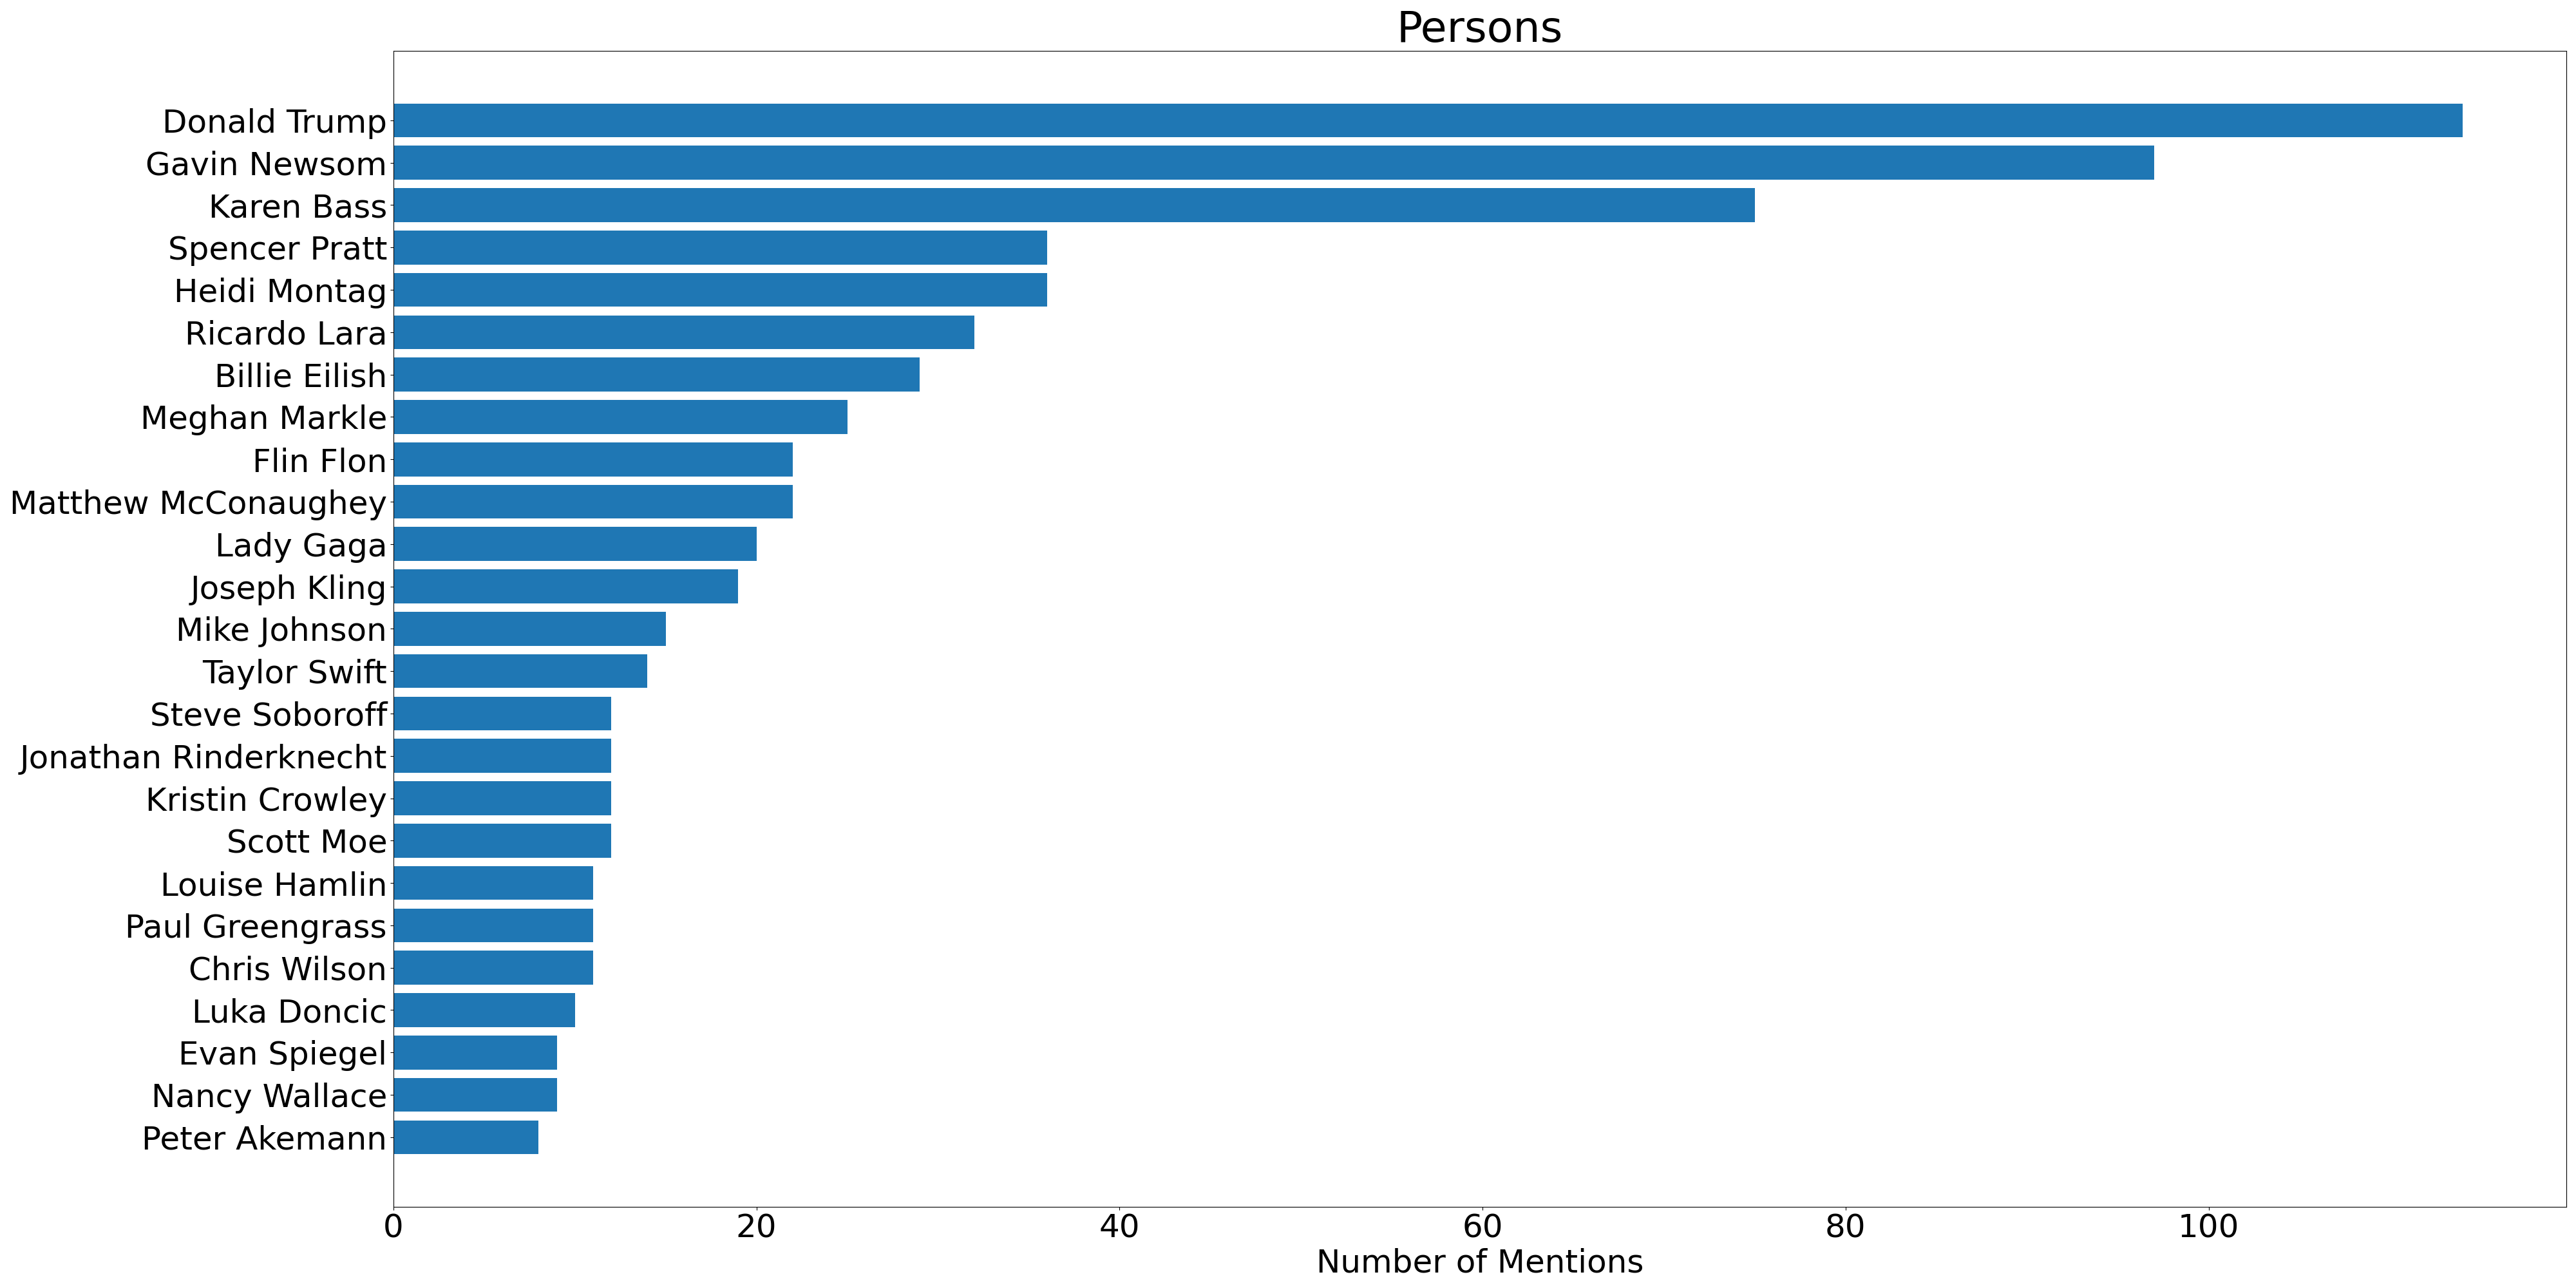 Persons
Donald Trump
Gavin Newsom
Karen Bass
Spencer Pratt
Heidi Montag
Ricardo Lara
Billie Eilish
Meghan Markle
Flin Flon
Matthew McConaughey
Lady Gaga
Joseph Kling
Mike Johnson
Taylor Swift
Steve Soboroff
Jonathan Rinderknecht
Kristin Crowley
Scott Moe
Louise Hamlin
Paul Greengrass
Chris Wilson
Luka Doncic
Evan Spiegel
Nancy Wallace
Peter Akemann
0 20 40 60 80 100
Number of Mentions